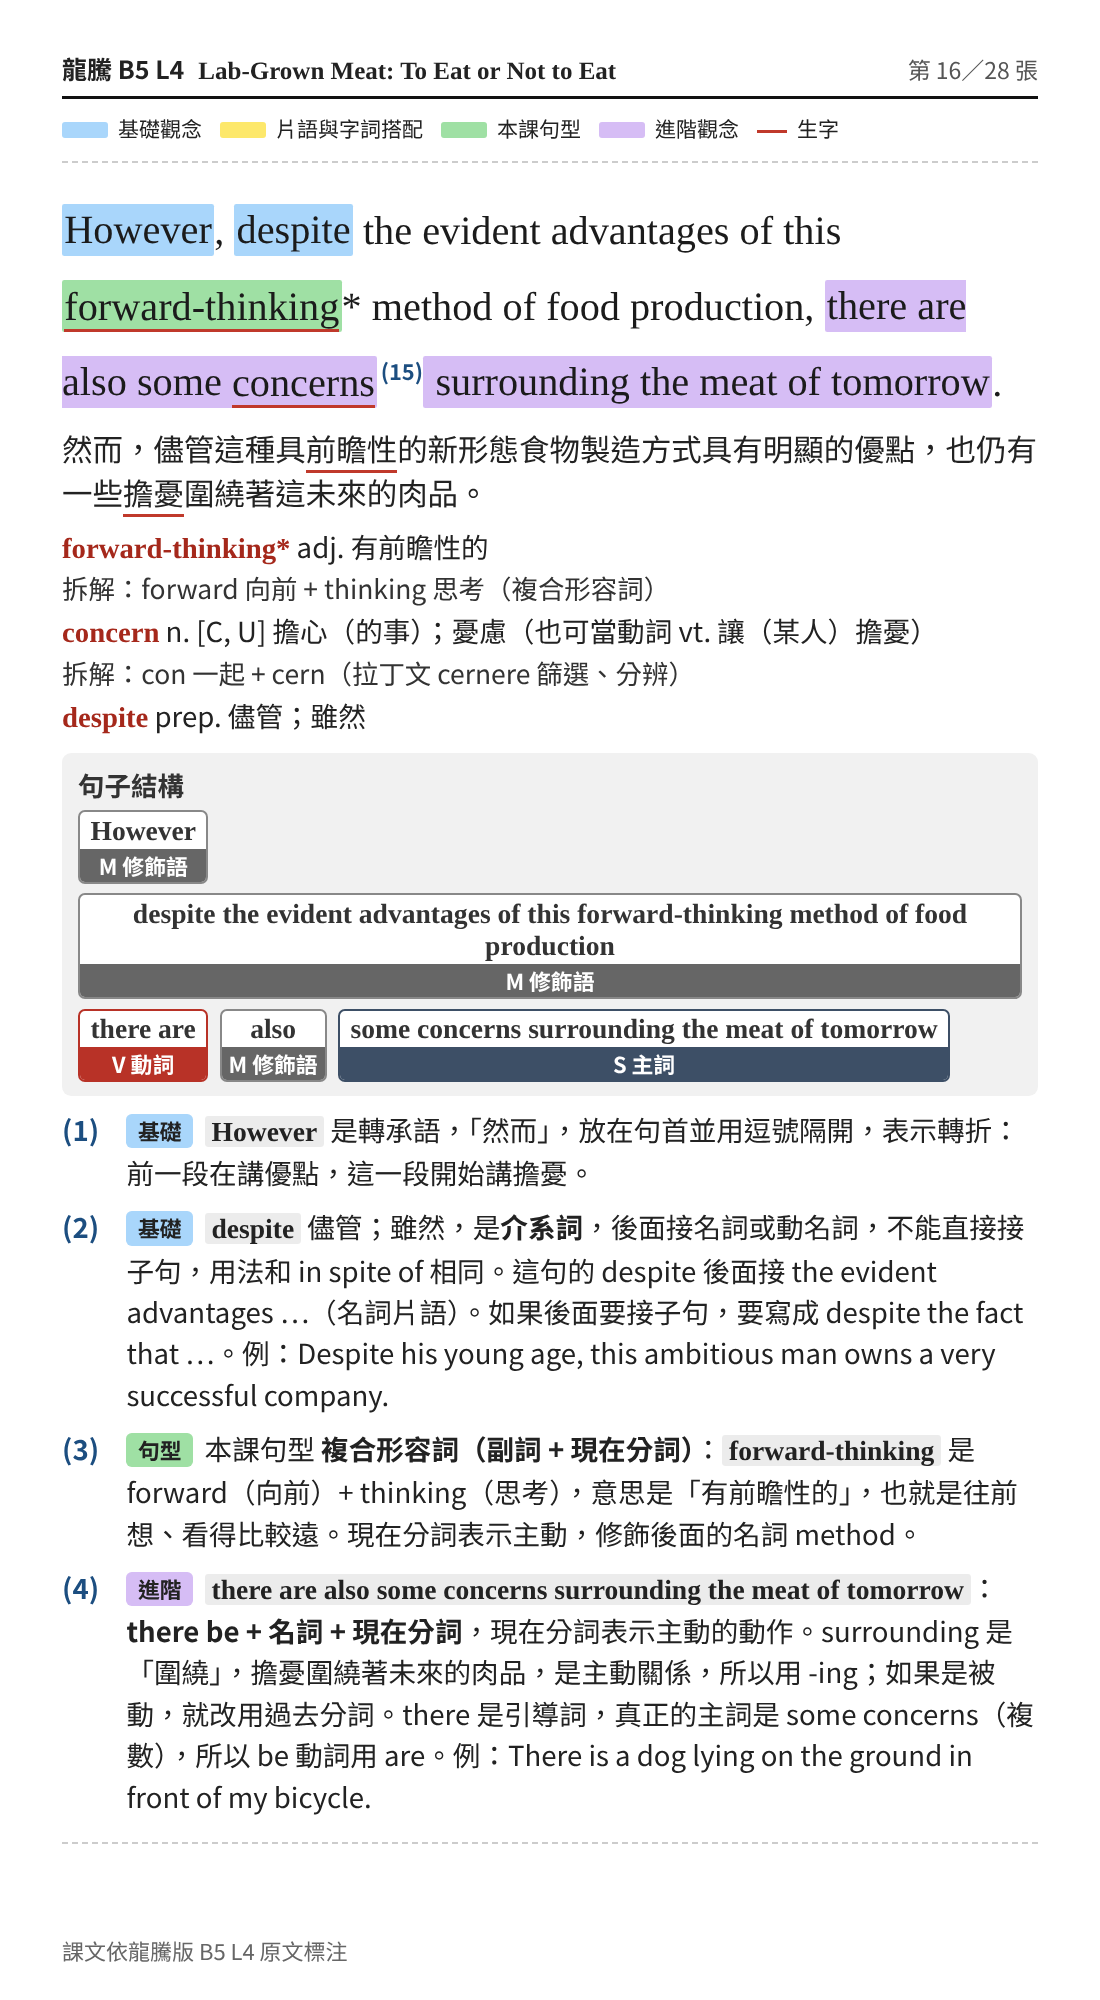 龍騰 B5 L4 Lab-Grown Meat: To Eat or Not to Eat 第 16／28 張
基礎觀念 片語與字詞搭配 本課句型 進階觀念 生字
However, despite the evident advantages of this
forward-thinking* method of food production, there are
also some concerns (15) surrounding the meat of tomorrow.
然而，儘管這種具前瞻性的新形態食物製造方式具有明顯的優點，也仍有
一些擔憂圍繞著這未來的肉品。
forward-thinking* adj. 有前瞻性的
拆解：forward 向前 + thinking 思考（複合形容詞）
concern n. [C, U] 擔心（的事）；憂慮（也可當動詞 vt. 讓（某人）擔憂）
拆解：con 一起 + cern（拉丁文 cernere 篩選、分辨）
despite prep. 儘管；雖然
句子結構
However
M 修飾語
despite the evident advantages of this forward-thinking method of food
production
M 修飾語
there are also some concerns surrounding the meat of tomorrow
V 動詞 M 修飾語 S 主詞
(1) 基礎 However 是轉承語，「然而」，放在句首並用逗號隔開，表示轉折：
前一段在講優點，這一段開始講擔憂。
(2) 基礎 despite 儘管；雖然，是介系詞，後面接名詞或動名詞，不能直接接
子句，用法和 in spite of 相同。這句的 despite 後面接 the evident
advantages …（名詞片語）。如果後面要接子句，要寫成 despite the fact
that …。例：Despite his young age, this ambitious man owns a very
successful company.
(3) 句型 本課句型 複合形容詞（副詞 + 現在分詞）：forward-thinking 是
forward（向前）+ thinking（思考），意思是「有前瞻性的」，也就是往前
想、看得比較遠。現在分詞表示主動，修飾後面的名詞 method。
(4) 進階 there are also some concerns surrounding the meat of tomorrow：
there be + 名詞 + 現在分詞，現在分詞表示主動的動作。surrounding 是
「圍繞」，擔憂圍繞著未來的肉品，是主動關係，所以用 -ing；如果是被
動，就改用過去分詞。there 是引導詞，真正的主詞是 some concerns（複
數），所以 be 動詞用 are。例：There is a dog lying on the ground in
front of my bicycle.
課文依龍騰版 B5 L4 原文標注